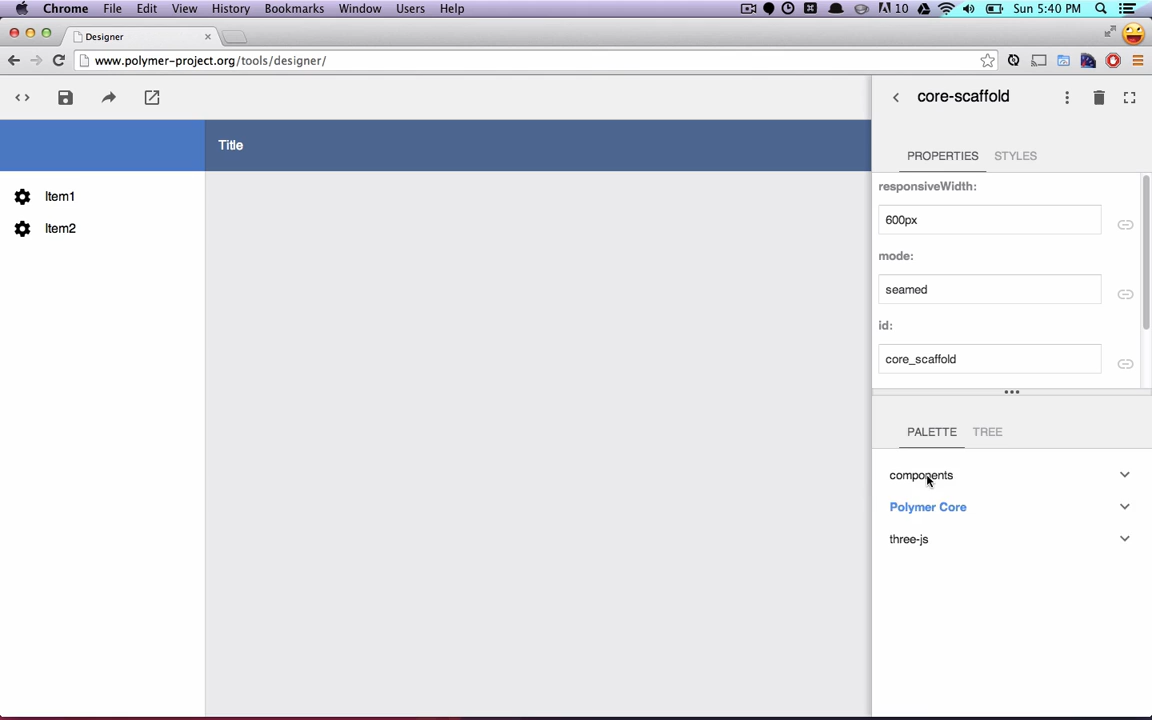 Chrome File Edit View History Bookmarks Window Users Help 10 Sun 5:40 PM
Designer
www.polymer-project.org/tools/designer/
core-scaffold
Title
PROPERTIES STYLES
responsiveWidth:
Item1
600px
Item2
mode:
seamed
id:
core_scaffold
PALETTE TREE
components
Polymer Core
three-js